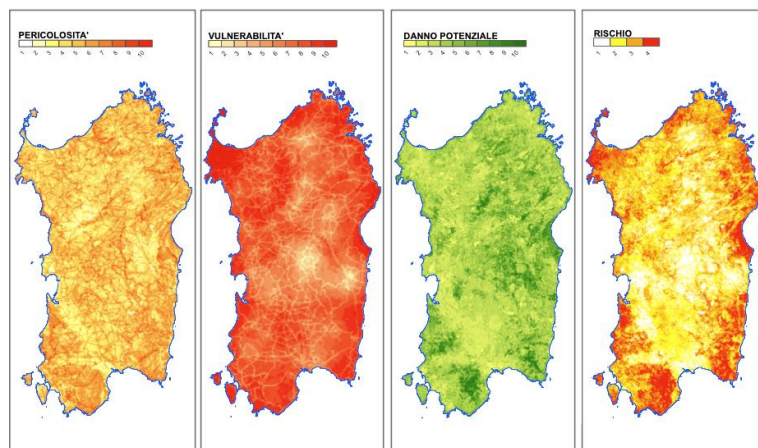 PERICOLOSITA'
1 2 3 4 5 6 7 8 9 10
VULNERABILITA'
1 2 3 4 5 6 7 8 9 10
DANNO POTENZIALE
1 2 3 4 5 6 7 8 9 10
RISCHIO
1 2 3 4